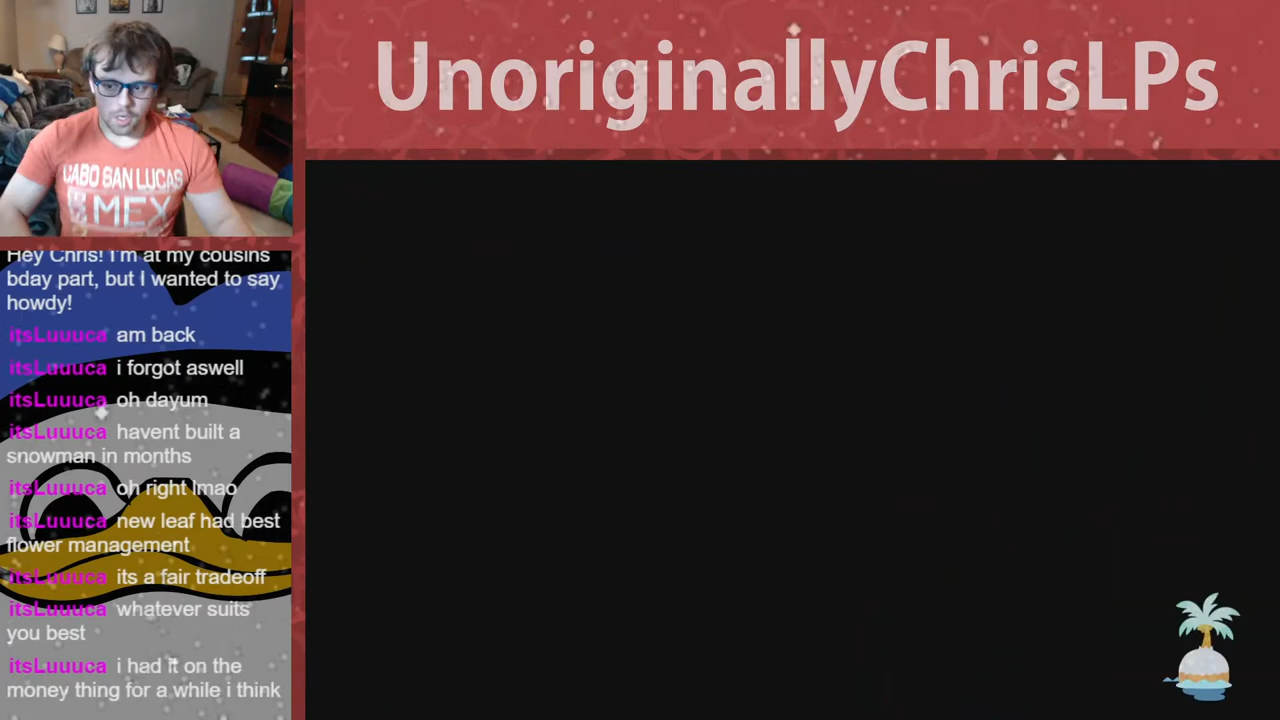 UnoriginallyChrisLPs
CABO SAN LUCAS
MEX
Hey Chris! I'm at my cousins
bday part, but I wanted to say
howdy!
itsLuuuca am back
itsLuuuca i forgot aswell
itsLuuuca oh dayum
itsLuuuca havent built a
snowman in months
itsLuuuca oh right lmao
itsLuuuca new leaf had best
flower management
itsLuuuca its a fair tradeoff
itsLuuuca whatever suits
you best
itsLuuuca i had it on the
money thing for a while i think